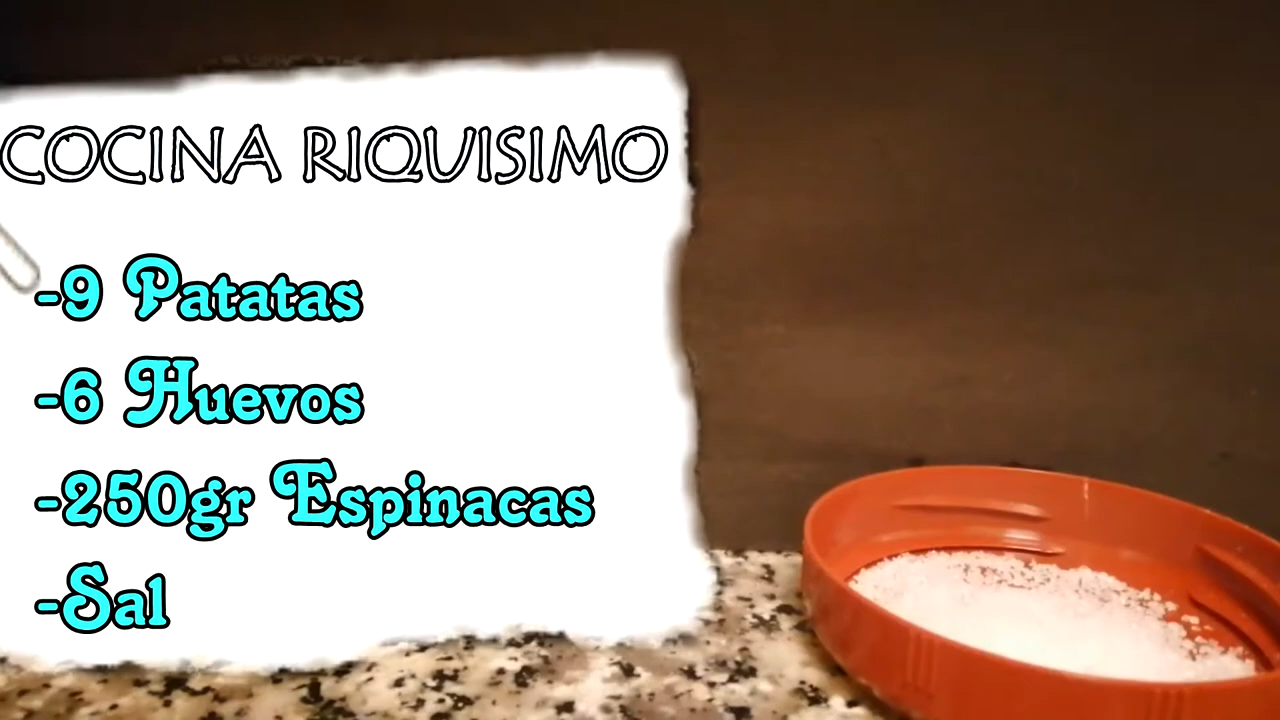 COCINA RIQUISIMO
-9 Patatas
-6 Huevos
-250gr Espinacas
-Sal